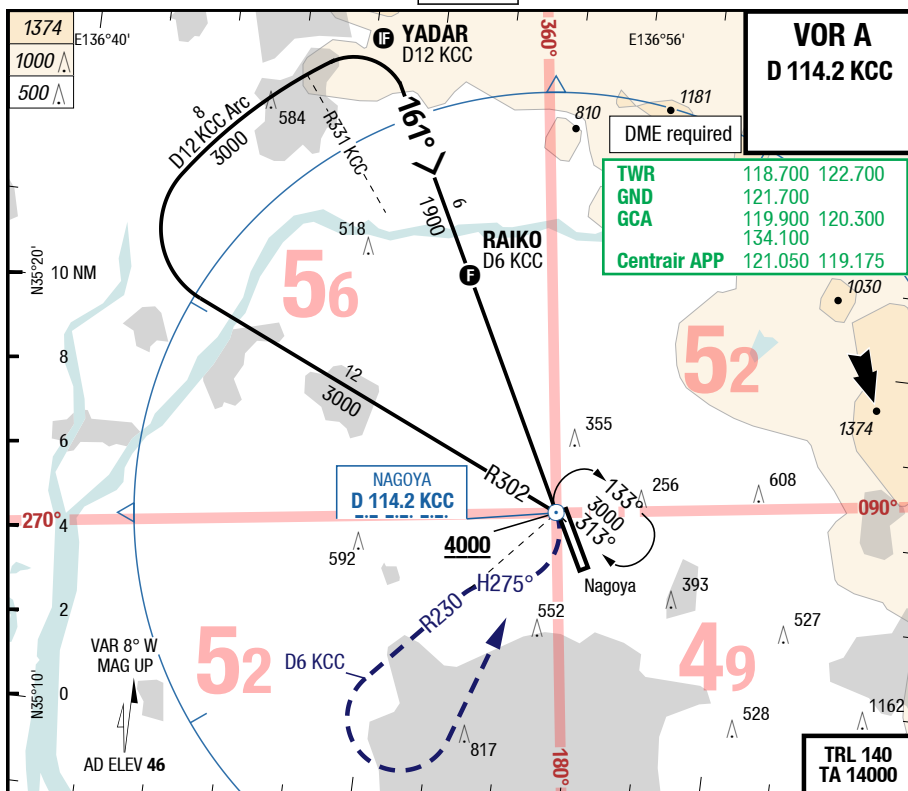 1374
1000
500
E136°40'
IF YADAR
D12 KCC
360°
E136°56'
VOR A
D 114.2 KCC
8
D12 KCC Arc
3000
584
R331 KCC
161°
810
1181
DME required
TWR 118.700 122.700
GND 121.700
GCA 119.900 120.300
134.100
Centrair APP 121.050 119.175
6
1900
518
RAIKO
D6 KCC
F
N35°20'
10 NM
56
1030
52
8
12
3000
1374
6
355
NAGOYA
D 114.2 KCC
R302
133°
3000
313°
256
608
270°
090°
4
4000
592
H275°
Nagoya
R230
393
2
552
527
VAR 8° W
MAG UP
D6 KCC
52
49
N35°10'
0
817
528
1162
AD ELEV 46
180°
TRL 140
TA 14000